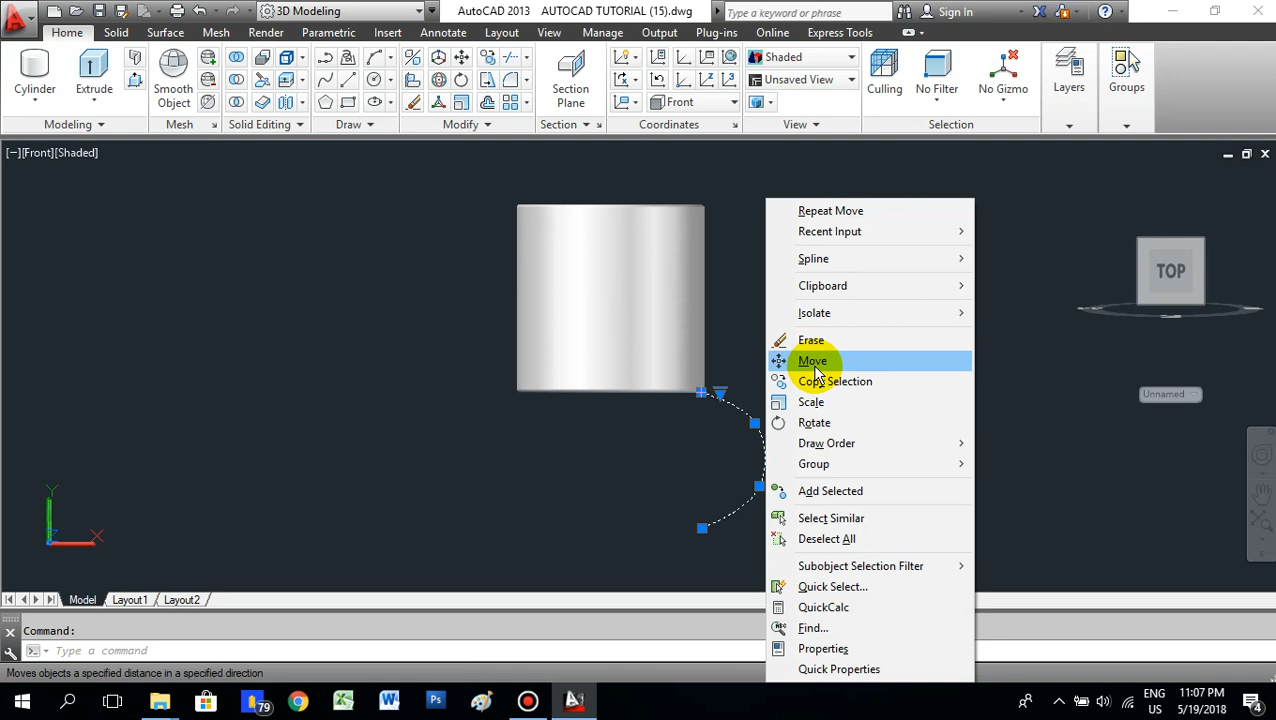 3D Modeling
AutoCAD 2013 AUTOCAD TUTORIAL (15).dwg
Type a keyword or phrase
Sign In
Home Solid Surface Mesh Render Parametric Insert Annotate Layout View Manage Output Plug-ins Online Express Tools
Cylinder
Extrude
Smooth Object
Section Plane
Shaded
Unsaved View
Front
Culling
No Filter
No Gizmo
Layers
Groups
Modeling
Mesh
Solid Editing
Draw
Modify
Section
Coordinates
View
Selection
[−][Front][Shaded]
TOP
Unnamed
Y
X
Z
Repeat Move
Recent Input
Spline
Clipboard
Isolate
Erase
Move
Copy Selection
Scale
Rotate
Draw Order
Group
Add Selected
Select Similar
Deselect All
Subobject Selection Filter
Quick Select...
QuickCalc
Find...
Properties
Quick Properties
Model Layout1 Layout2
Command:
Type a command
Moves objects a specified distance in a specified direction
79
Ps
ENG
US
11:07 PM
5/19/2018
4